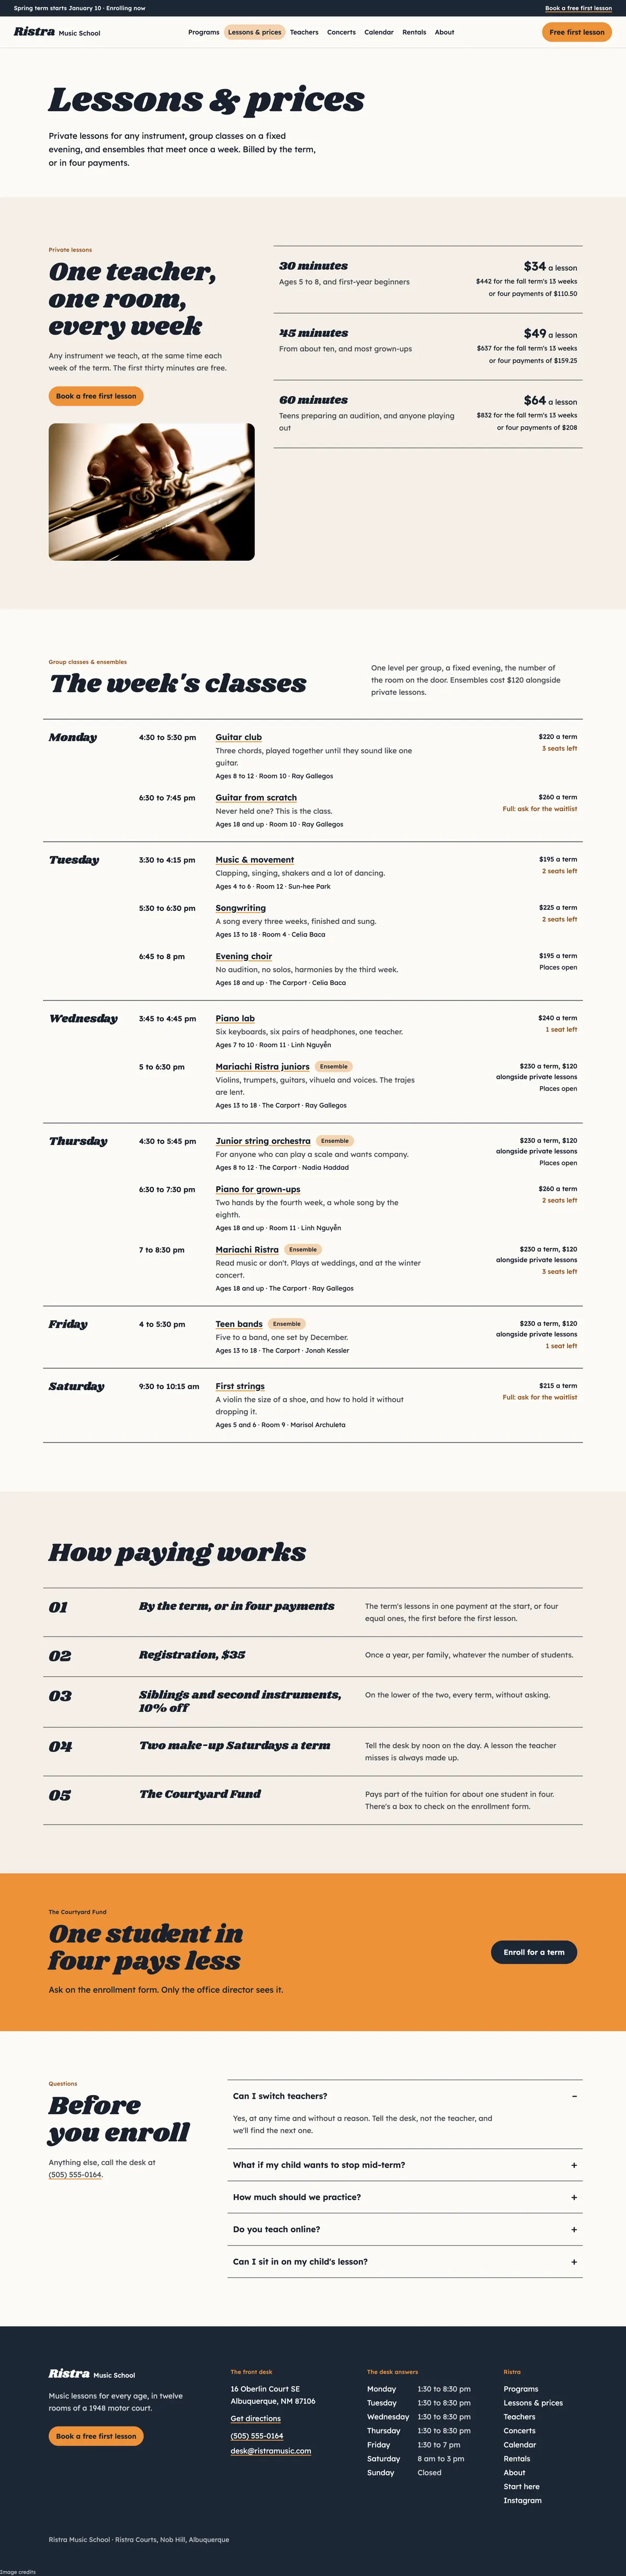 Spring term starts January 10 · Enrolling now
Book a free first lesson
Ristra Music School
Programs
Lessons & prices
Teachers
Concerts
Calendar
Rentals
About
Free first lesson
Lessons & prices
Private lessons for any instrument, group classes on a fixed
evening, and ensembles that meet once a week. Billed by the term,
or in four payments.
Private lessons
One teacher,
one room,
every week
Any instrument we teach, at the same time each
week of the term. The first thirty minutes are free.
Book a free first lesson
30 minutes
Ages 5 to 8, and first-year beginners
$34 a lesson
$442 for the fall term's 13 weeks
or four payments of $110.50
45 minutes
From about ten, and most grown-ups
$49 a lesson
$637 for the fall term's 13 weeks
or four payments of $159.25
60 minutes
Teens preparing an audition, and anyone playing
out
$64 a lesson
$832 for the fall term's 13 weeks
or four payments of $208
Group classes & ensembles
The week's classes
One level per group, a fixed evening, the number of
the room on the door. Ensembles cost $120 alongside
private lessons.
Monday
4:30 to 5:30 pm
Guitar club
Three chords, played together until they sound like one
guitar.
Ages 8 to 12 · Room 10 · Ray Gallegos
$220 a term
3 seats left
6:30 to 7:45 pm
Guitar from scratch
Never held one? This is the class.
Ages 18 and up · Room 10 · Ray Gallegos
$260 a term
Full: ask for the waitlist
Tuesday
3:30 to 4:15 pm
Music & movement
Clapping, singing, shakers and a lot of dancing.
Ages 4 to 6 · Room 12 · Sun-hee Park
$195 a term
2 seats left
5:30 to 6:30 pm
Songwriting
A song every three weeks, finished and sung.
Ages 13 to 18 · Room 4 · Celia Baca
$225 a term
2 seats left
6:45 to 8 pm
Evening choir
No audition, no solos, harmonies by the third week.
Ages 18 and up · The Carport · Celia Baca
$195 a term
Places open
Wednesday
3:45 to 4:45 pm
Piano lab
Six keyboards, six pairs of headphones, one teacher.
Ages 7 to 10 · Room 11 · Linh Nguyễn
$240 a term
1 seat left
5 to 6:30 pm
Mariachi Ristra juniors Ensemble
Violins, trumpets, guitars, vihuela and voices. The trajes
are lent.
Ages 13 to 18 · The Carport · Ray Gallegos
$230 a term, $120
alongside private lessons
Places open
Thursday
4:30 to 5:45 pm
Junior string orchestra Ensemble
For anyone who can play a scale and wants company.
Ages 8 to 12 · The Carport · Nadia Haddad
$230 a term, $120
alongside private lessons
Places open
6:30 to 7:30 pm
Piano for grown-ups
Two hands by the fourth week, a whole song by the
eighth.
Ages 18 and up · Room 11 · Linh Nguyễn
$260 a term
2 seats left
7 to 8:30 pm
Mariachi Ristra Ensemble
Read music or don't. Plays at weddings, and at the winter
concert.
Ages 18 and up · The Carport · Ray Gallegos
$230 a term, $120
alongside private lessons
3 seats left
Friday
4 to 5:30 pm
Teen bands Ensemble
Five to a band, one set by December.
Ages 13 to 18 · The Carport · Jonah Kessler
$230 a term, $120
alongside private lessons
1 seat left
Saturday
9:30 to 10:15 am
First strings
A violin the size of a shoe, and how to hold it without
dropping it.
Ages 5 and 6 · Room 9 · Marisol Archuleta
$215 a term
Full: ask for the waitlist
How paying works
01
By the term, or in four payments
The term's lessons in one payment at the start, or four
equal ones, the first before the first lesson.
02
Registration, $35
Once a year, per family, whatever the number of students.
03
Siblings and second instruments,
10% off
On the lower of the two, every term, without asking.
04
Two make-up Saturdays a term
Tell the desk by noon on the day. A lesson the teacher
misses is always made up.
05
The Courtyard Fund
Pays part of the tuition for about one student in four.
There's a box to check on the enrollment form.
The Courtyard Fund
One student in
four pays less
Ask on the enrollment form. Only the office director sees it.
Enroll for a term
Questions
Before
you enroll
Anything else, call the desk at
(505) 555-0164.
Can I switch teachers? −
Yes, at any time and without a reason. Tell the desk, not the teacher, and
we'll find the next one.
What if my child wants to stop mid-term? +
How much should we practice? +
Do you teach online? +
Can I sit in on my child's lesson? +
Ristra Music School
Music lessons for every age, in twelve
rooms of a 1948 motor court.
Book a free first lesson
The front desk
16 Oberlin Court SE
Albuquerque, NM 87106
Get directions
(505) 555-0164
desk@ristramusic.com
The desk answers
Monday 1:30 to 8:30 pm
Tuesday 1:30 to 8:30 pm
Wednesday 1:30 to 8:30 pm
Thursday 1:30 to 8:30 pm
Friday 1:30 to 7 pm
Saturday 8 am to 3 pm
Sunday Closed
Ristra
Programs
Lessons & prices
Teachers
Concerts
Calendar
Rentals
About
Start here
Instagram
Ristra Music School · Ristra Courts, Nob Hill, Albuquerque
Image credits